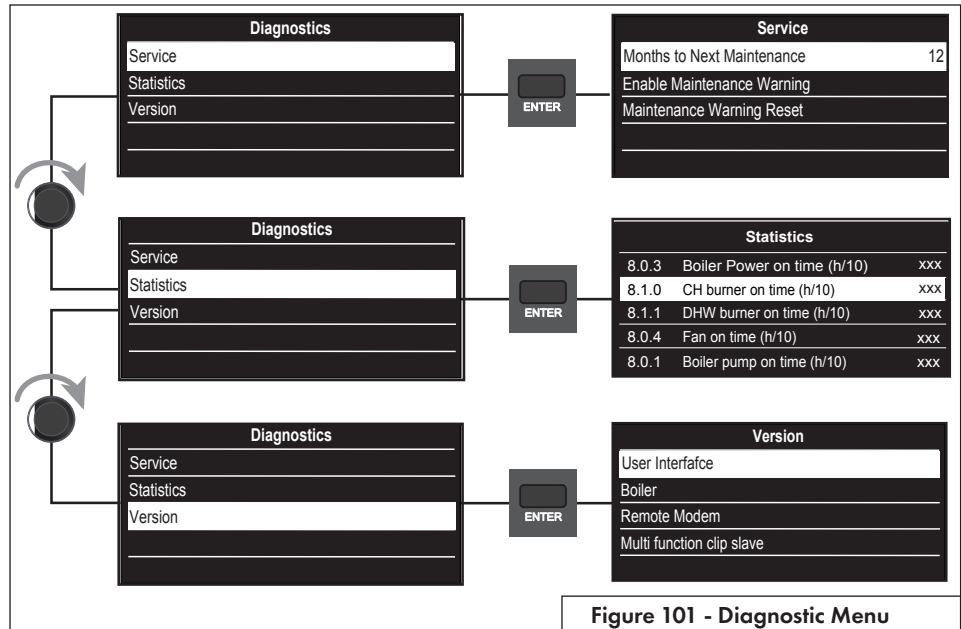 Diagnostics
Service
Statistics
Version
ENTER
Service
Months to Next Maintenance 12
Enable Maintenance Warning
Maintenance Warning Reset
Diagnostics
Service
Statistics
Version
ENTER
Statistics
8.0.3 Boiler Power on time (h/10) xxx
8.1.0 CH burner on time (h/10) xxx
8.1.1 DHW burner on time (h/10) xxx
8.0.4 Fan on time (h/10) xxx
8.0.1 Boiler pump on time (h/10) xxx
Diagnostics
Service
Statistics
Version
ENTER
Version
User Interfafce
Boiler
Remote Modem
Multi function clip slave
Figure 101 - Diagnostic Menu